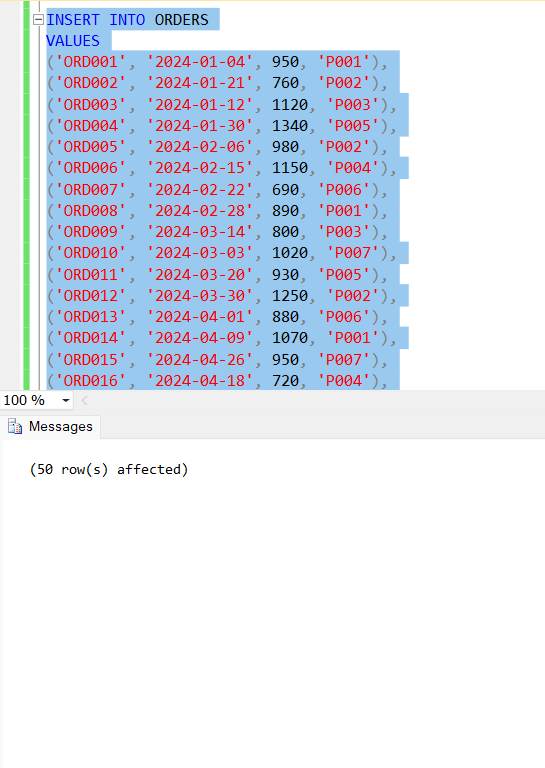 INSERT INTO ORDERS
VALUES
('ORD001', '2024-01-04', 950, 'P001'),
('ORD002', '2024-01-21', 760, 'P002'),
('ORD003', '2024-01-12', 1120, 'P003'),
('ORD004', '2024-01-30', 1340, 'P005'),
('ORD005', '2024-02-06', 980, 'P002'),
('ORD006', '2024-02-15', 1150, 'P004'),
('ORD007', '2024-02-22', 690, 'P006'),
('ORD008', '2024-02-28', 890, 'P001'),
('ORD009', '2024-03-14', 800, 'P003'),
('ORD010', '2024-03-03', 1020, 'P007'),
('ORD011', '2024-03-20', 930, 'P005'),
('ORD012', '2024-03-30', 1250, 'P002'),
('ORD013', '2024-04-01', 880, 'P006'),
('ORD014', '2024-04-09', 1070, 'P001'),
('ORD015', '2024-04-26', 950, 'P007'),
('ORD016', '2024-04-18', 720, 'P004'),
100 %
Messages
(50 row(s) affected)